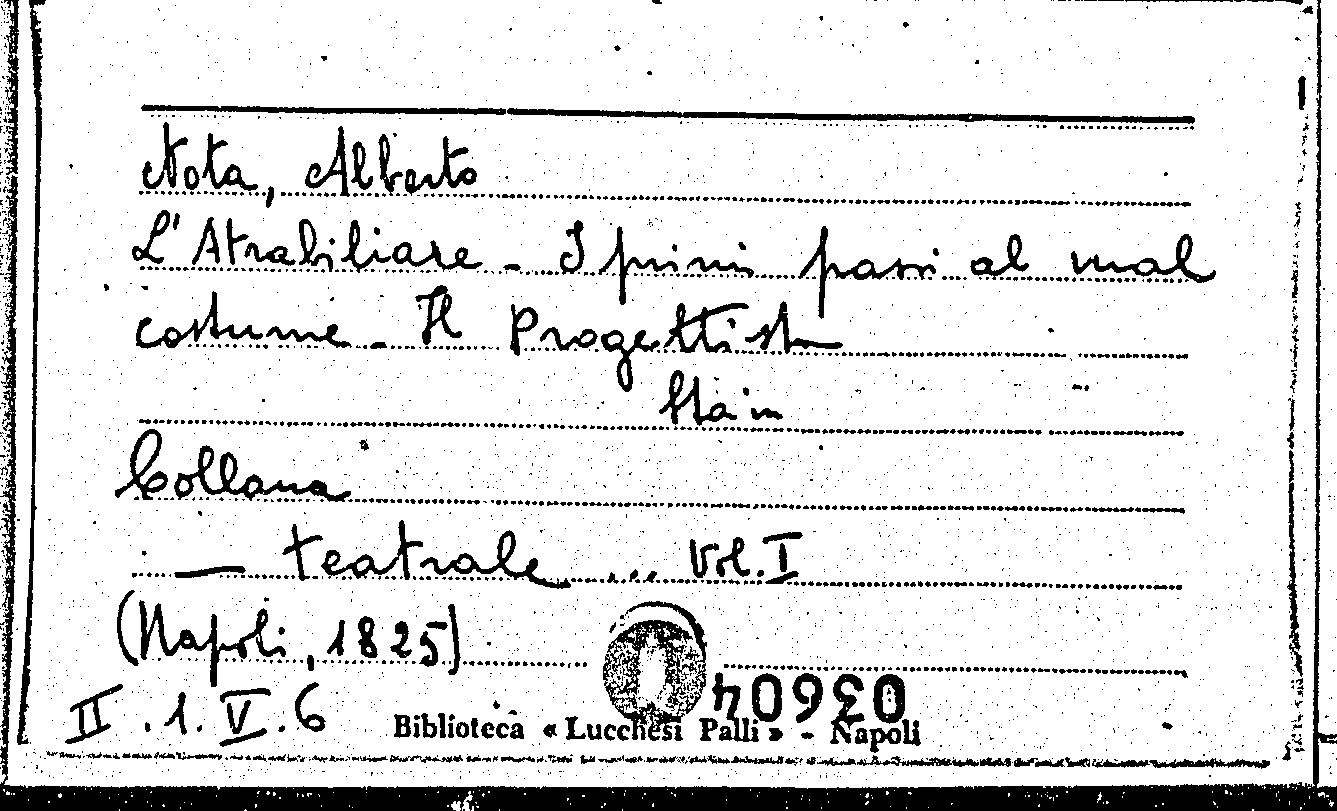 Nota, Alberto
L'Atrabiliare - I primi passi al mal
costume - Il Progettista
Sta in
Collana
— teatrale ... Vol. I
(Napoli, 1825)
II . 1. V . 6
Biblioteca « Lucchesi Palli » - Napoli
03604